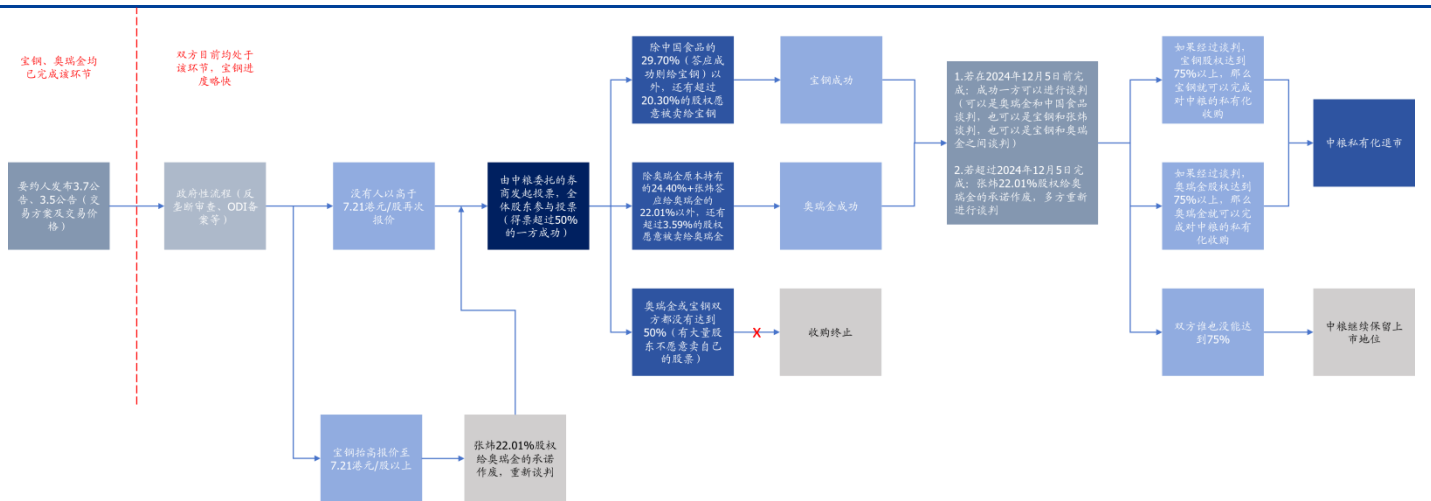 宝钢、奥瑞金均
已完成该环节
双方目前均处于
该环节，宝钢进
度略快
要约人发布3.7公
告、3.5公告（交
易方案及交易价
格）
政府性流程（反
垄断审查、ODI备
案等）
没有人以高于
7.21港元/股再次
报价
宝钢抬高报价至
7.21港元/股以上
张炜22.01%股权
给奥瑞金的承诺
作废，重新谈判
由中粮委托的券
商发起投票，全
体股东参与投票
（得票超过50%
的一方成功）
除中国食品的
29.70%（答应成
功则给宝钢）以
外，还有超过
20.30%的股权愿
意被卖给宝钢
宝钢成功
除奥瑞金原本持有
的24.40%+张炜答
应给奥瑞金的
22.01%以外，还有
超过3.59%的股权
愿意被卖给奥瑞金
奥瑞金成功
奥瑞金或宝钢双
方都没有达到
50%（有大量股
东不愿意卖自己
的股票）
X
收购终止
1.若在2024年12月5日前
完成：成功一方可以进行谈判
（可以是奥瑞金和中国食品
谈判，也可以是宝钢和张炜
谈判，也可以是宝钢和奥瑞
金之间谈判）
2.若超过2024年12月5日完
成：张炜22.01%股权给奥
瑞金的承诺作废，多方重新
进行谈判
如果经过谈判，
宝钢股权达到
75%以上，那么
宝钢就可以完成
对中粮的私有化
收购
如果经过谈判，
奥瑞金股权达到
75%以上，那么
奥瑞金就可以完
成对中粮的私有
化收购
双方谁也没能达
到75%
中粮私有化退市
中粮继续保留上
市地位